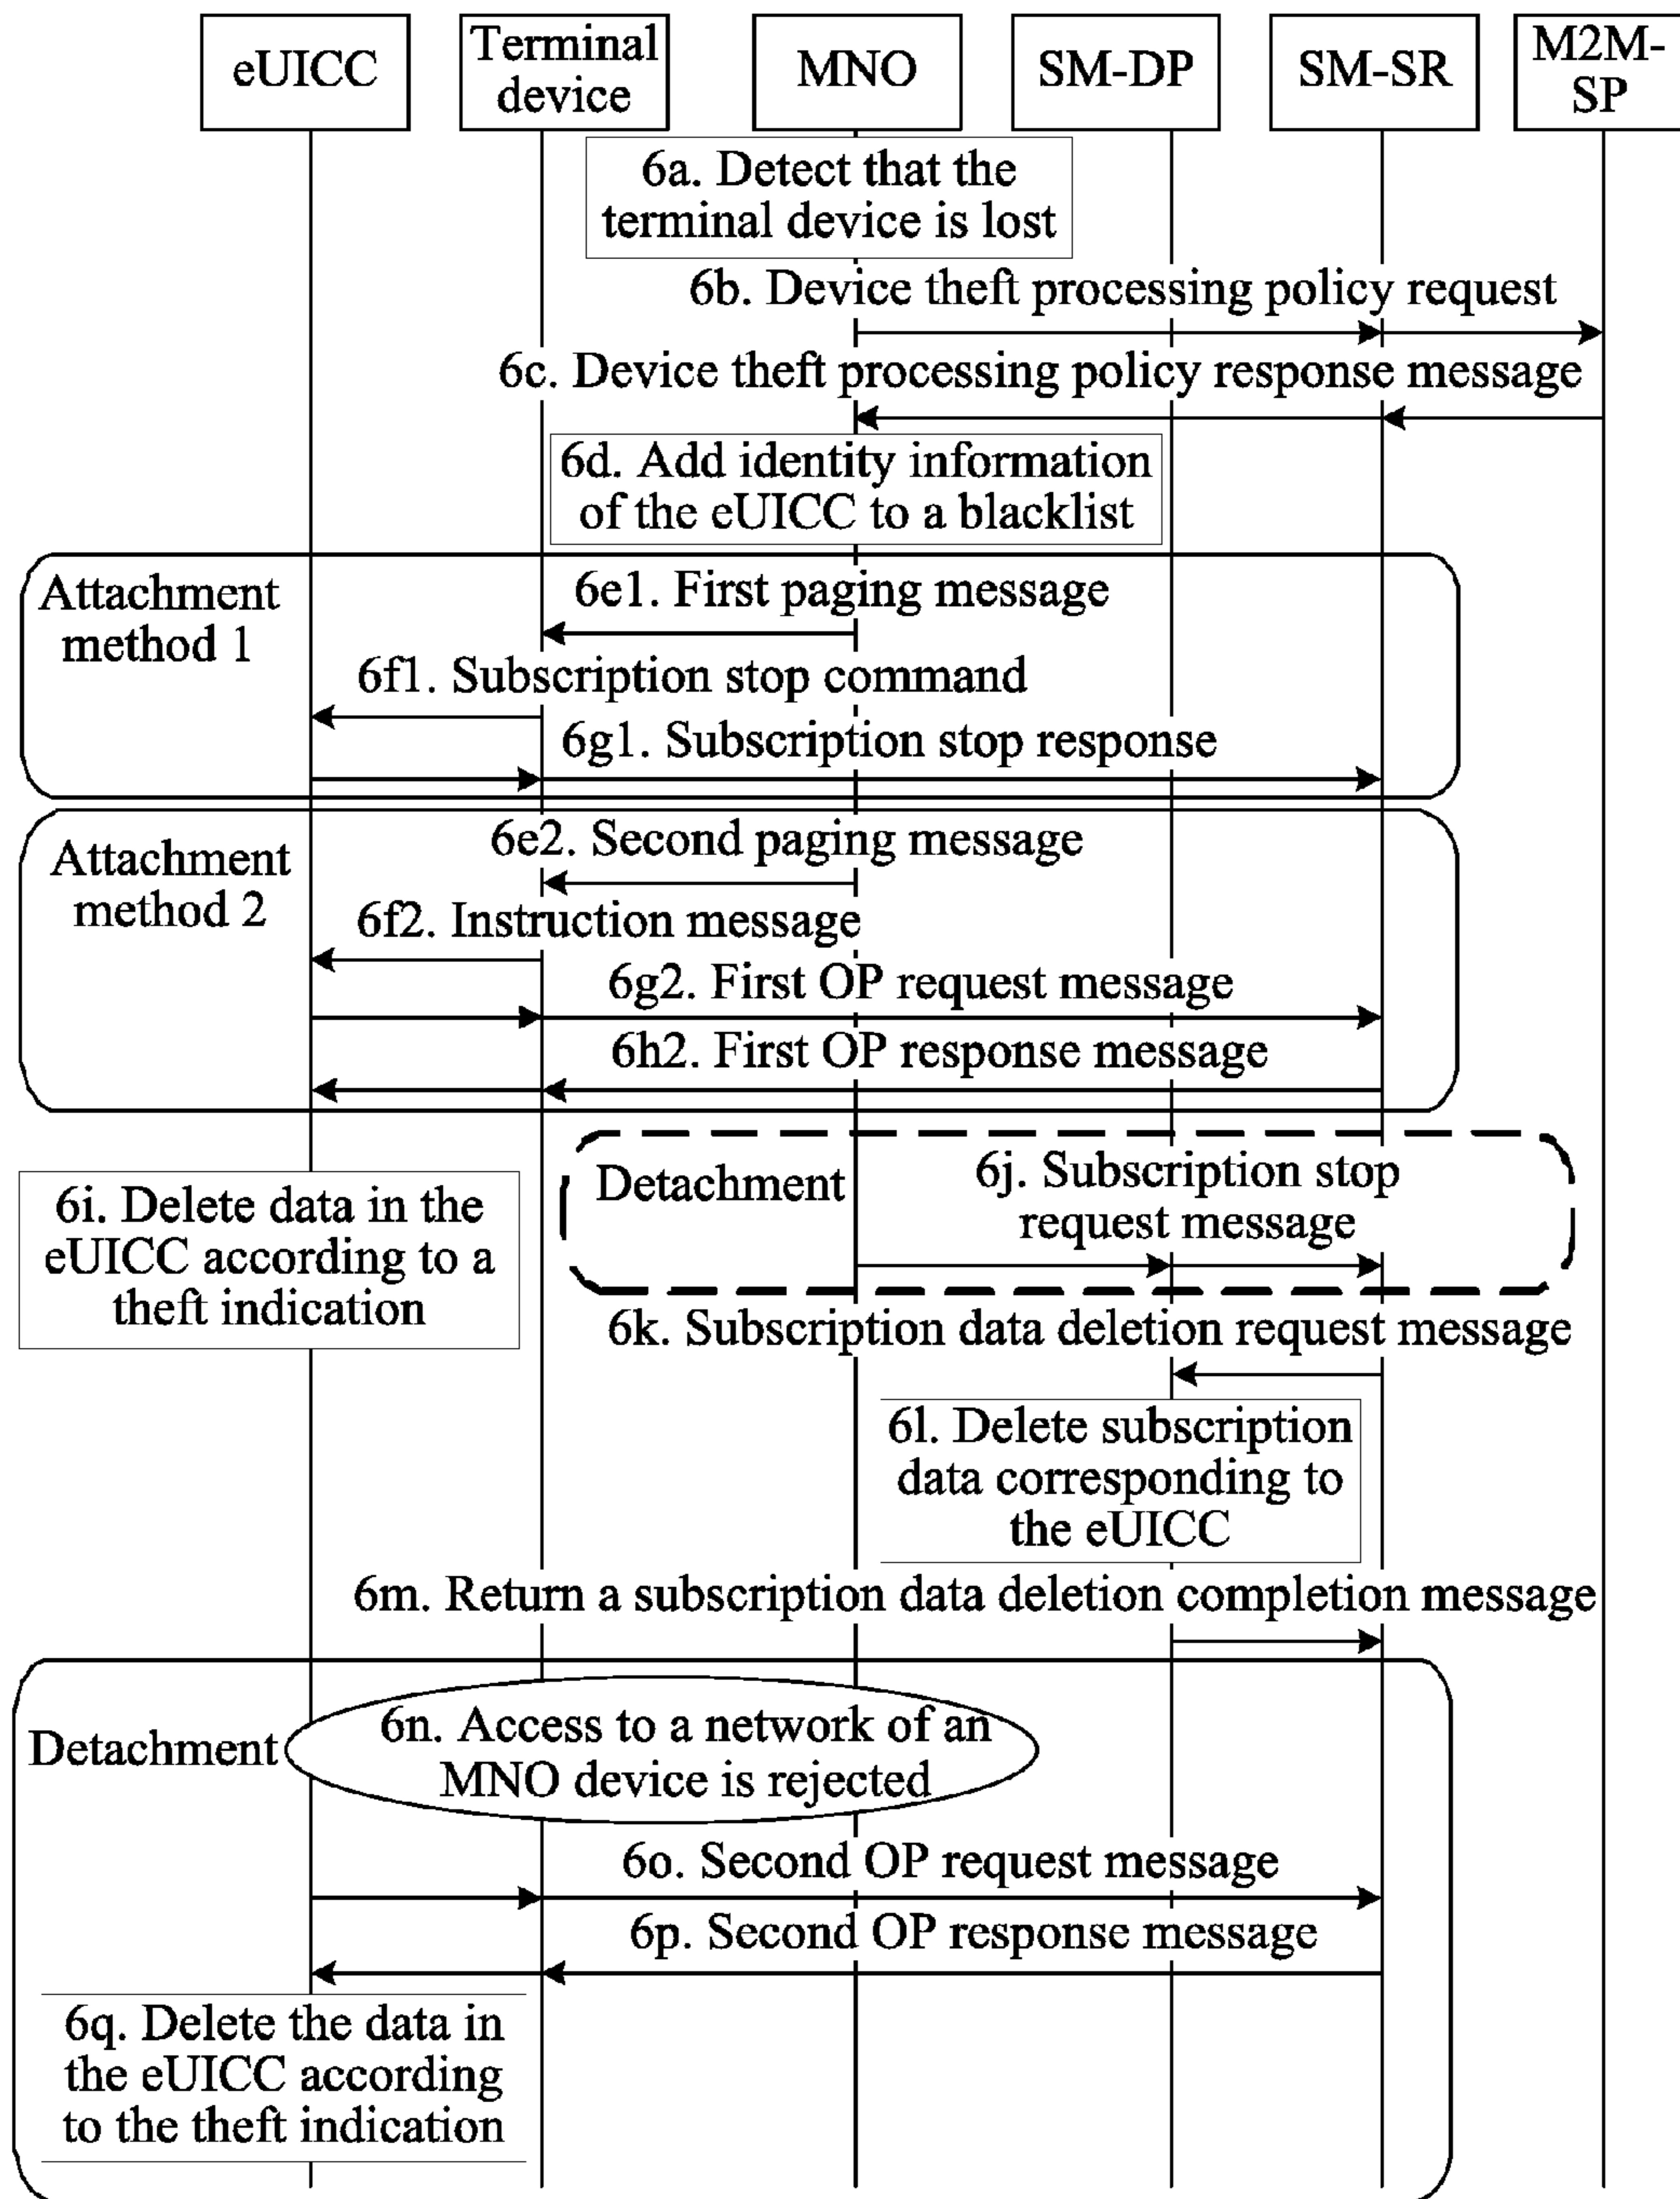 eUICC
Terminal
device
MNO
SM-DP
SM-SR
M2M-
SP
6a. Detect that the
terminal device is lost
6b. Device theft processing policy request
6c. Device theft processing policy response message
6d. Add identity information
of the eUICC to a blacklist
Attachment
method 1
6e1. First paging message
6f1. Subscription stop command
6g1. Subscription stop response
Attachment
method 2
6e2. Second paging message
6f2. Instruction message
6g2. First OP request message
6h2. First OP response message
6i. Delete data in the
eUICC according to a
theft indication
Detachment
6j. Subscription stop
request message
6k. Subscription data deletion request message
6l. Delete subscription
data corresponding to
the eUICC
6m. Return a subscription data deletion completion message
Detachment
6n. Access to a network of an
MNO device is rejected
6o. Second OP request message
6p. Second OP response message
6q. Delete the data in
the eUICC according
to the theft indication